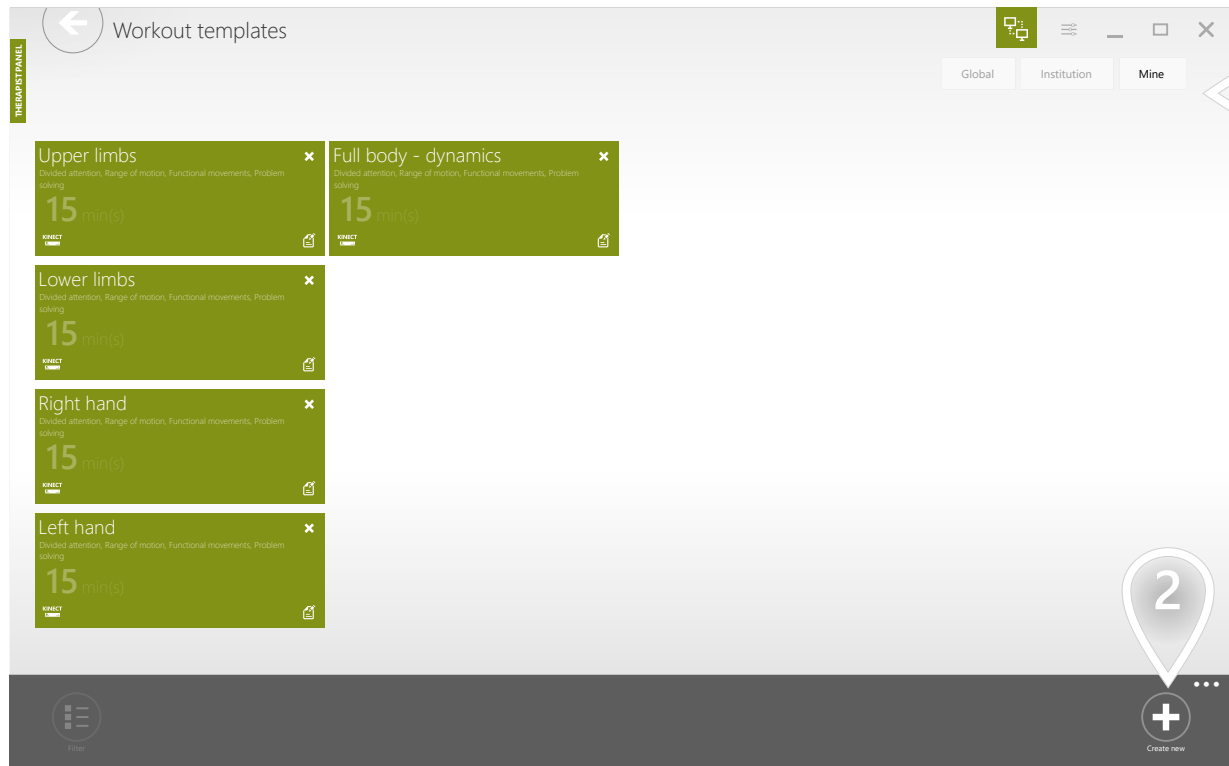 Workout templates
THERAPIST PANEL
Global
Institution
Mine
Upper limbs
Divided attention, Range of motion, Functional movements, Problem
solving
15 min(s)
KINECT
Full body - dynamics
Divided attention, Range of motion, Functional movements, Problem
solving
15 min(s)
KINECT
Lower limbs
Divided attention, Range of motion, Functional movements, Problem
solving
15 min(s)
KINECT
Right hand
Divided attention, Range of motion, Functional movements, Problem
solving
15 min(s)
KINECT
Left hand
Divided attention, Range of motion, Functional movements, Problem
solving
15 min(s)
KINECT
2
Filter
Create new